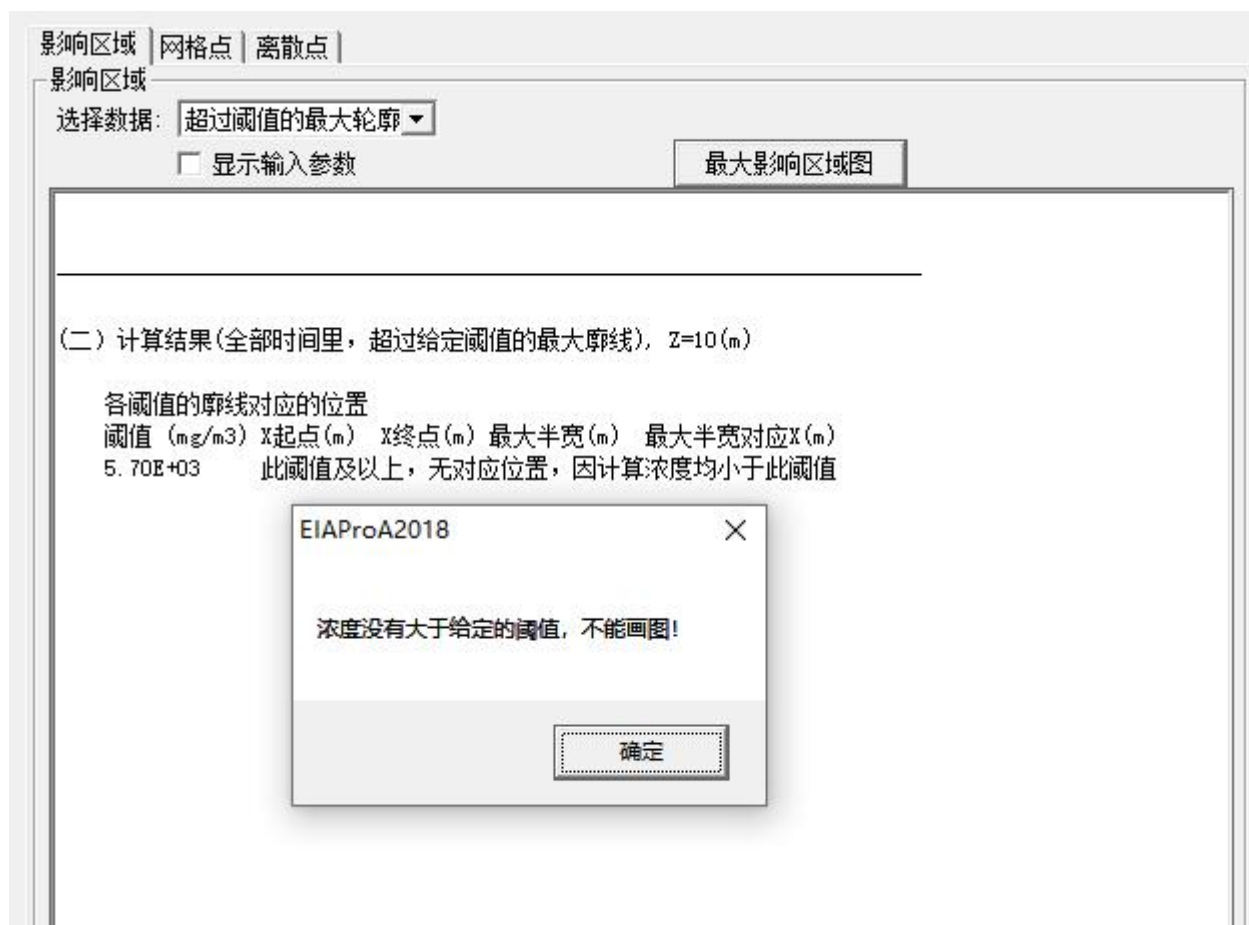 影响区域 网格点 离散点
影响区域
选择数据: 超过阈值的最大轮廓
显示输入参数 最大影响区域图
(二) 计算结果(全部时间里，超过给定阈值的最大廓线), Z=10(m)
各阈值的廓线对应的位置
阈值 (mg/m3) X起点(m) X终点(m) 最大半宽(m) 最大半宽对应X(m)
5.70E+03 此阈值及以上，无对应位置，因计算浓度均小于此阈值
EIAProA2018
浓度没有大于给定的阈值, 不能画图!
确定